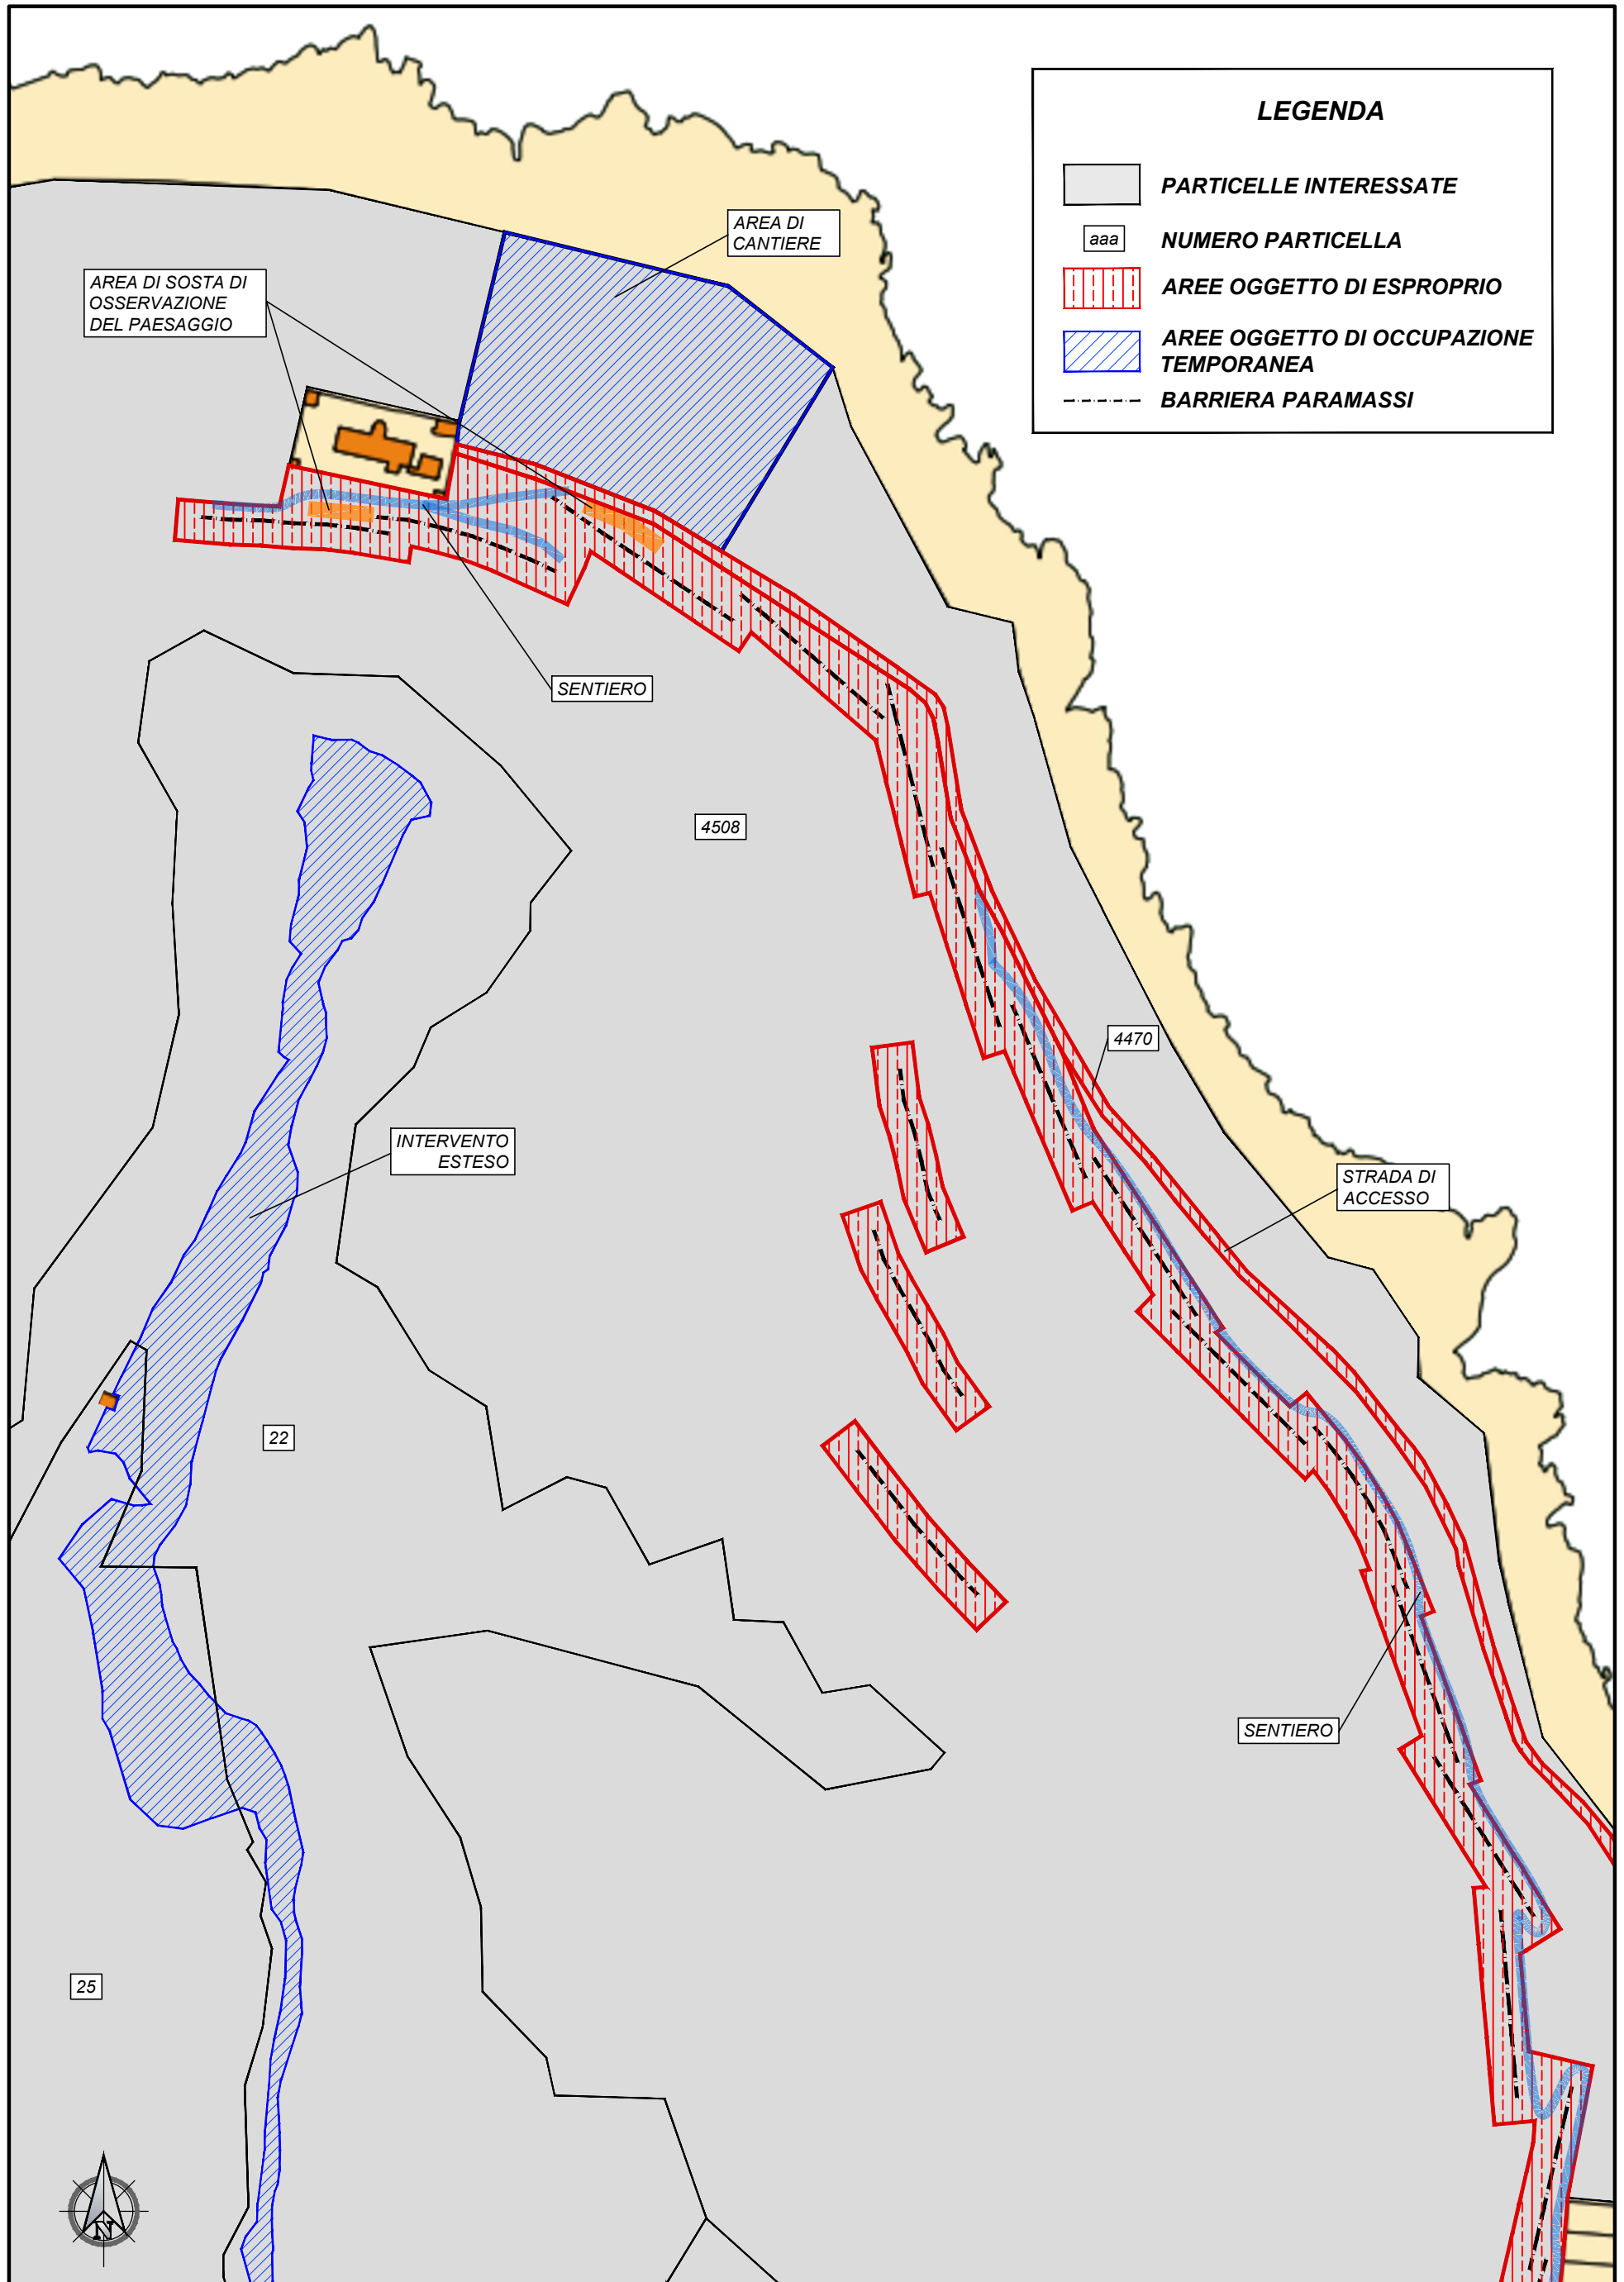 LEGENDA
PARTICELLE INTERESSATE
aaa
NUMERO PARTICELLA
AREE OGGETTO DI ESPROPRIO
AREE OGGETTO DI OCCUPAZIONE
TEMPORANEA
BARRIERA PARAMASSI
AREA DI
CANTIERE
AREA DI SOSTA DI
OSSERVAZIONE
DEL PAESAGGIO
SENTIERO
4508
4470
INTERVENTO
ESTESO
STRADA DI
ACCESSO
22
SENTIERO
25
N